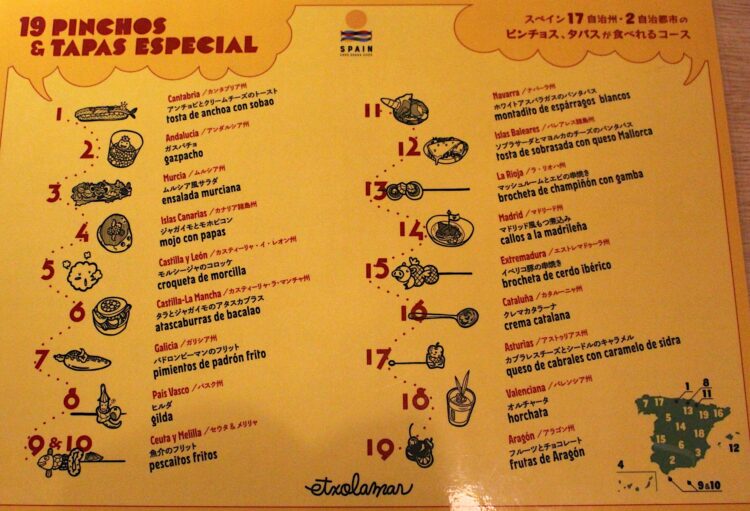 19 PINCHOS
& TAPAS ESPECIAL
SPAIN
スペイン17自治州・2自治都市の
ピンチョス、タパスが食べれるコース
1
Cantabria / カンタブリア州
アンチョビとクリームチーズのトースト
tosta de anchoa con sobao
2
Andalucía / アンダルシア州
ガスパチョ
gazpacho
3
Murcia / ムルシア州
ムルシア風サラダ
ensalada murciana
4
Islas Canarias / カナリア諸島州
ジャガイモとモホピコン
mojo con papas
5
Castilla y León / カスティーリャ・イ・レオン州
モルシージャのコロッケ
croqueta de morcilla
6
Castilla-La Mancha / カスティーリャ・ラ・マンチャ州
タラとジャガイモのアタスカブラス
atascaburras de bacalao
7
Galicia / ガリシア州
パドロンピーマンのフリット
pimientos de padrón frito
8
País Vasco / バスク州
ヒルダ
gilda
9 & 10
Ceuta y Melilla / セウタ & メリリャ
魚介のフリット
pescaitos fritos
11
Navarra / ナバーラ州
ホワイトアスパラガスのパンタパス
montadito de espárragos blancos
12
Islas Baleares / バレアレス諸島州
ソブラサーダとマヨルカのチーズのパンタパス
tosta de sobrasada con queso Mallorca
13
La Rioja / ラ・リオハ州
マッシュルームとエビの串焼き
brocheta de champiñón con gamba
14
Madrid / マドリード州
マドリッド風もつ煮込み
callos a la madrileña
15
Extremadura / エストレマドゥーラ州
イベリコ豚の串焼き
brocheta de cerdo ibérico
16
Cataluña / カタルーニャ州
クレマカタラーナ
crema catalana
17
Asturias / アストゥリアス州
カブラレスチーズとシードルのキャラメル
queso de cabrales con caramelo de sidra
18
Valenciana / バレンシア州
オルチャータ
horchata
19
Aragón / アラゴン州
フルーツとチョコレート
frutas de Aragón
1 8
11
7 17 13 19 16
5 14
15 6 18
2 3
12
4
9&10
etxolamar